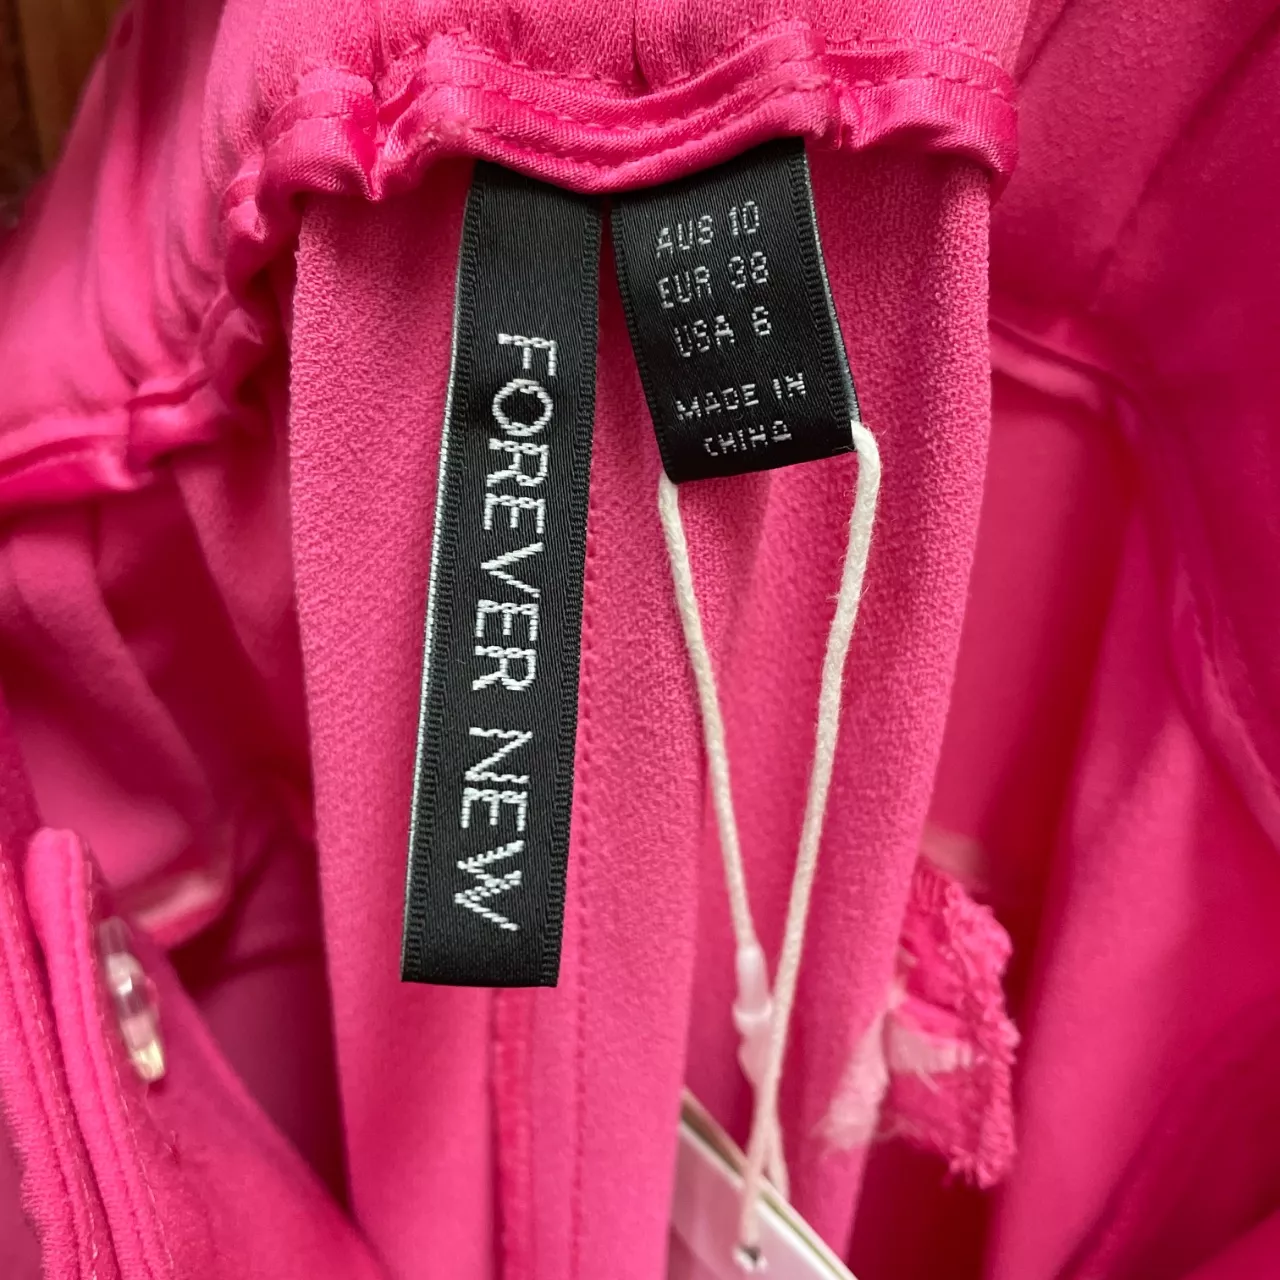 FOREVER NEW
AUS 10
EUR 38
USA 6
MADE IN
CHINA